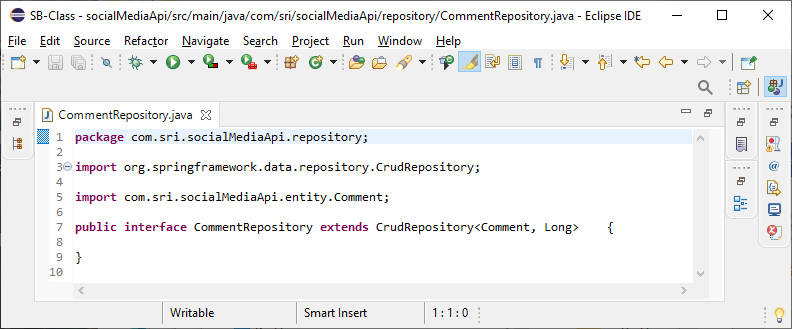 SB-Class - socialMediaApi/src/main/java/com/sri/socialMediaApi/repository/CommentRepository.java - Eclipse IDE
File Edit Source Refactor Navigate Search Project Run Window Help
CommentRepository.java
1 package com.sri.socialMediaApi.repository;
2
3 import org.springframework.data.repository.CrudRepository;
4
5 import com.sri.socialMediaApi.entity.Comment;
6
7 public interface CommentRepository extends CrudRepository<Comment, Long>    {
8
9 }
10
Writable Smart Insert 1 : 1 : 0